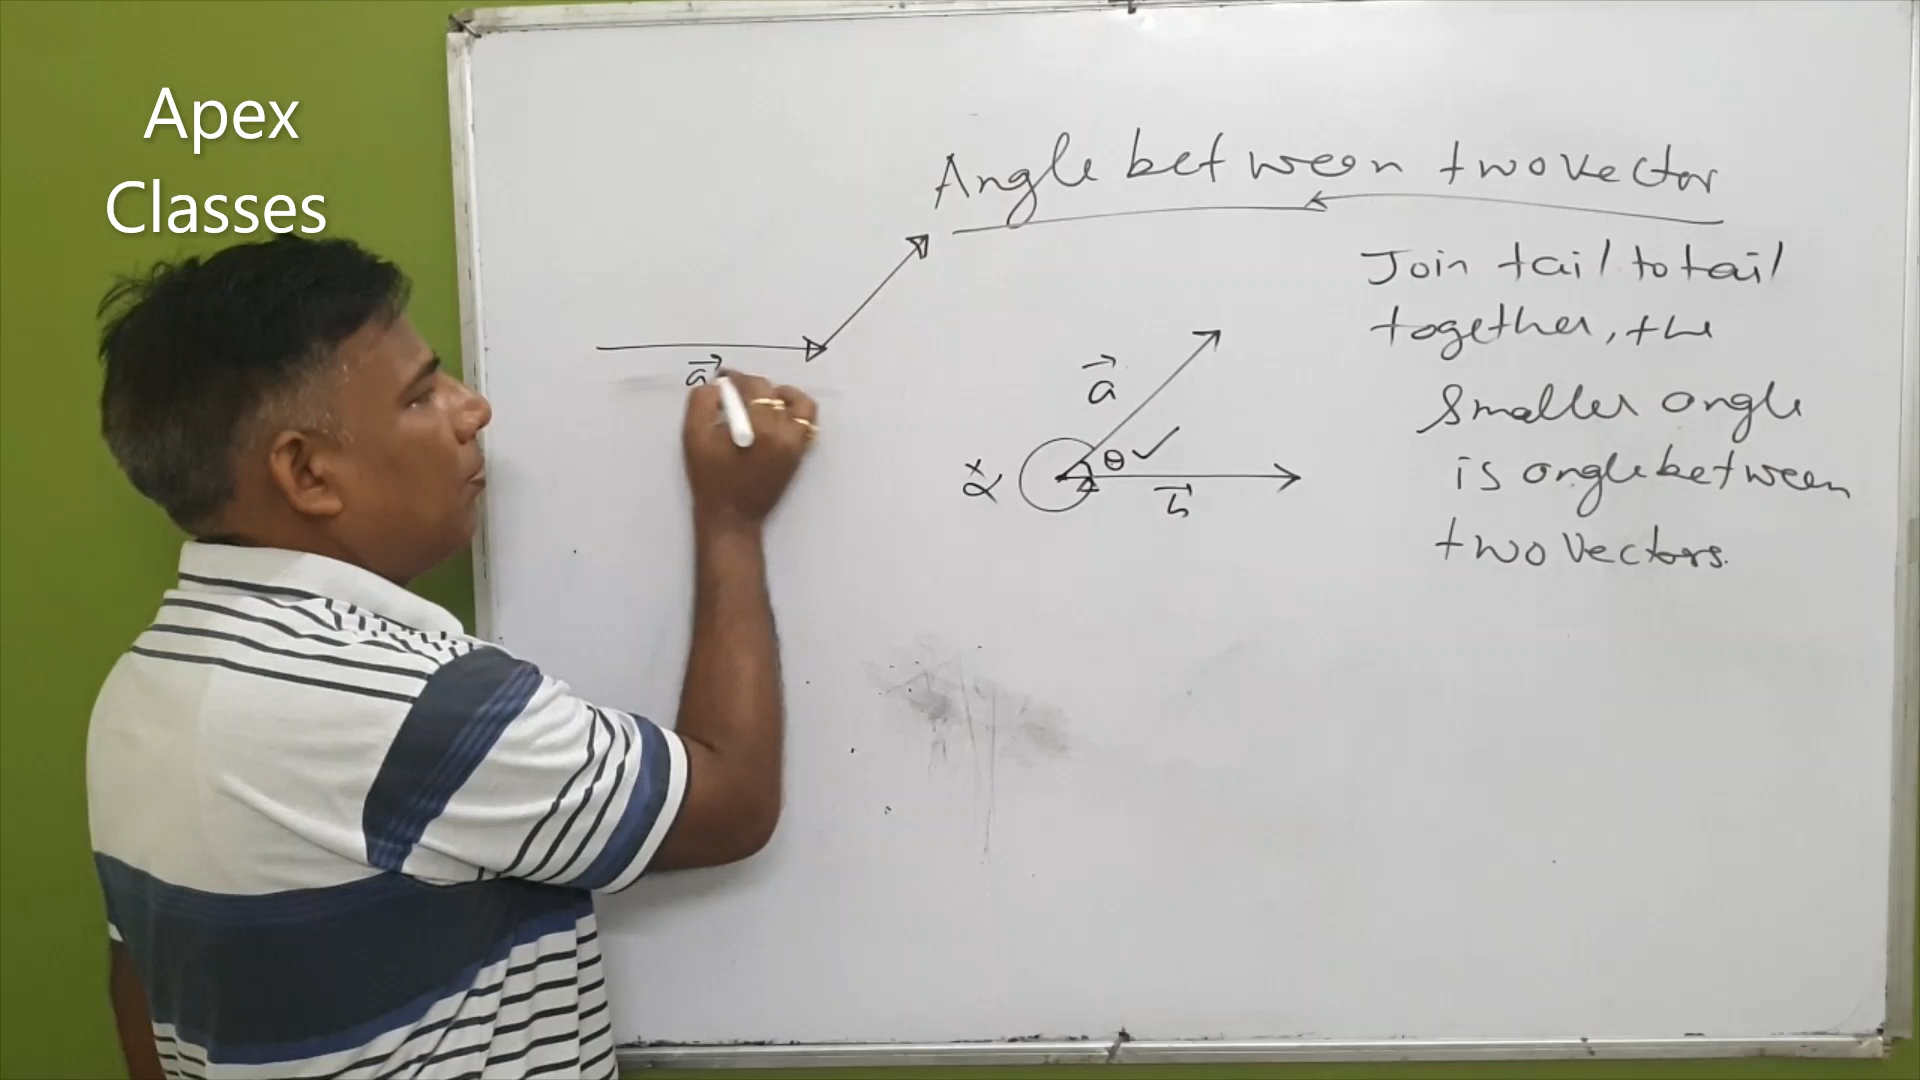 Apex
Classes
Angle between two vector
Join tail to tail
together, the
smaller angle
is angle between
two vectors.
a
a
θ ✓
x
α
b